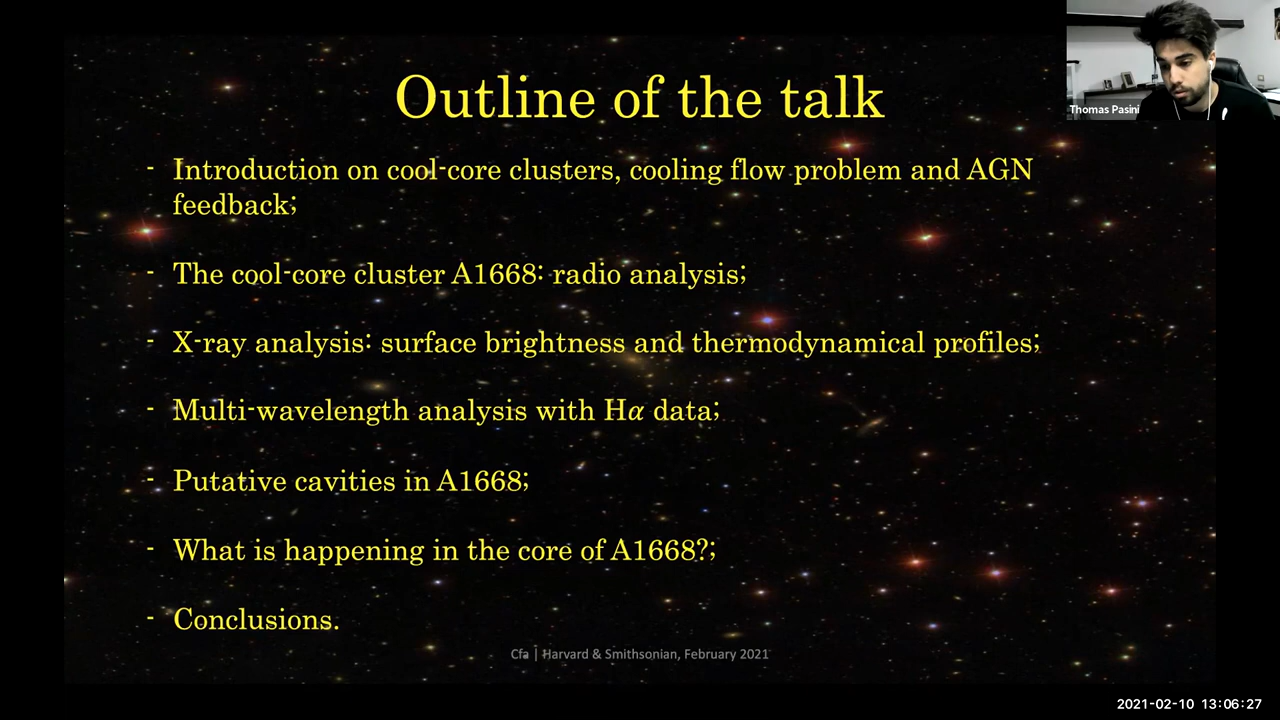 Outline of the talk
Thomas Pasini
- Introduction on cool-core clusters, cooling flow problem and AGN
feedback;
- The cool-core cluster A1668: radio analysis;
- X-ray analysis: surface brightness and thermodynamical profiles;
- Multi-wavelength analysis with Hα data;
- Putative cavities in A1668;
- What is happening in the core of A1668?;
- Conclusions.
Cfa | Harvard & Smithsonian, February 2021
2021-02-10 13:06:27